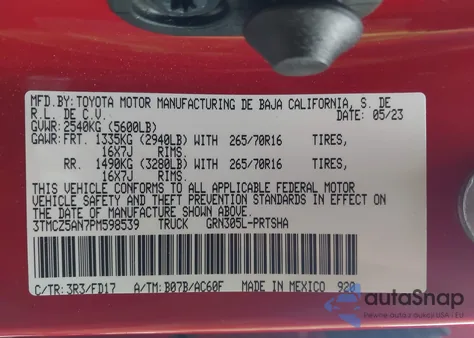 MFD.BY: TOYOTA MOTOR MANUFACTURING DE BAJA CALIFORNIA, S. DE
R.L. DE C.V. DATE: 05/23
GVWR: 2540KG (5600LB)
GAWR: FRT. 1335KG (2940LB) WITH 265/70R16 TIRES,
16X7J RIMS.
RR. 1490KG (3280LB) WITH 265/70R16 TIRES,
16X7J RIMS.
THIS VEHICLE CONFORMS TO ALL APPLICABLE FEDERAL MOTOR
VEHICLE SAFETY AND THEFT PREVENTION STANDARDS IN EFFECT ON
THE DATE OF MANUFACTURE SHOWN ABOVE.
3TMCZ5AN7PM598539 TRUCK GRN305L-PRTSHA
C/TR: 3R3/FD17 A/TM: B07B/AC60F MADE IN MEXICO 920
autoSnap